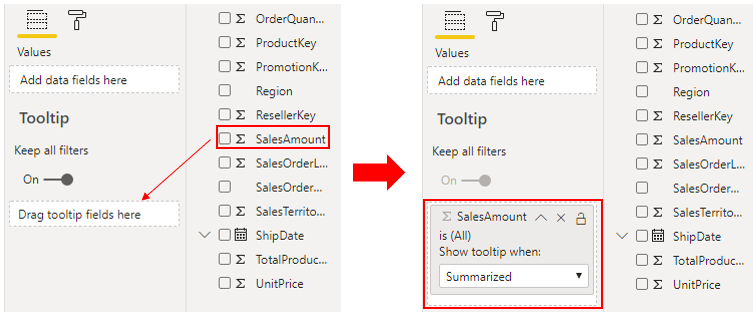 Values
Add data fields here
Tooltip
Keep all filters
On
Drag tooltip fields here
Σ OrderQuan...
Σ ProductKey
Σ PromotionK...
Region
Σ ResellerKey
Σ SalesAmount
Σ SalesOrderL...
SalesOrder...
Σ SalesTerrito...
ShipDate
Σ TotalProduc...
Σ UnitPrice
Values
Add data fields here
Tooltip
Keep all filters
On
Σ SalesAmount
is (All)
Show tooltip when:
Summarized
Σ OrderQuan...
Σ ProductKey
Σ PromotionK...
Region
Σ ResellerKey
Σ SalesAmount
Σ SalesOrderL...
SalesOrder...
Σ SalesTerrito...
ShipDate
Σ TotalProduc...
Σ UnitPrice